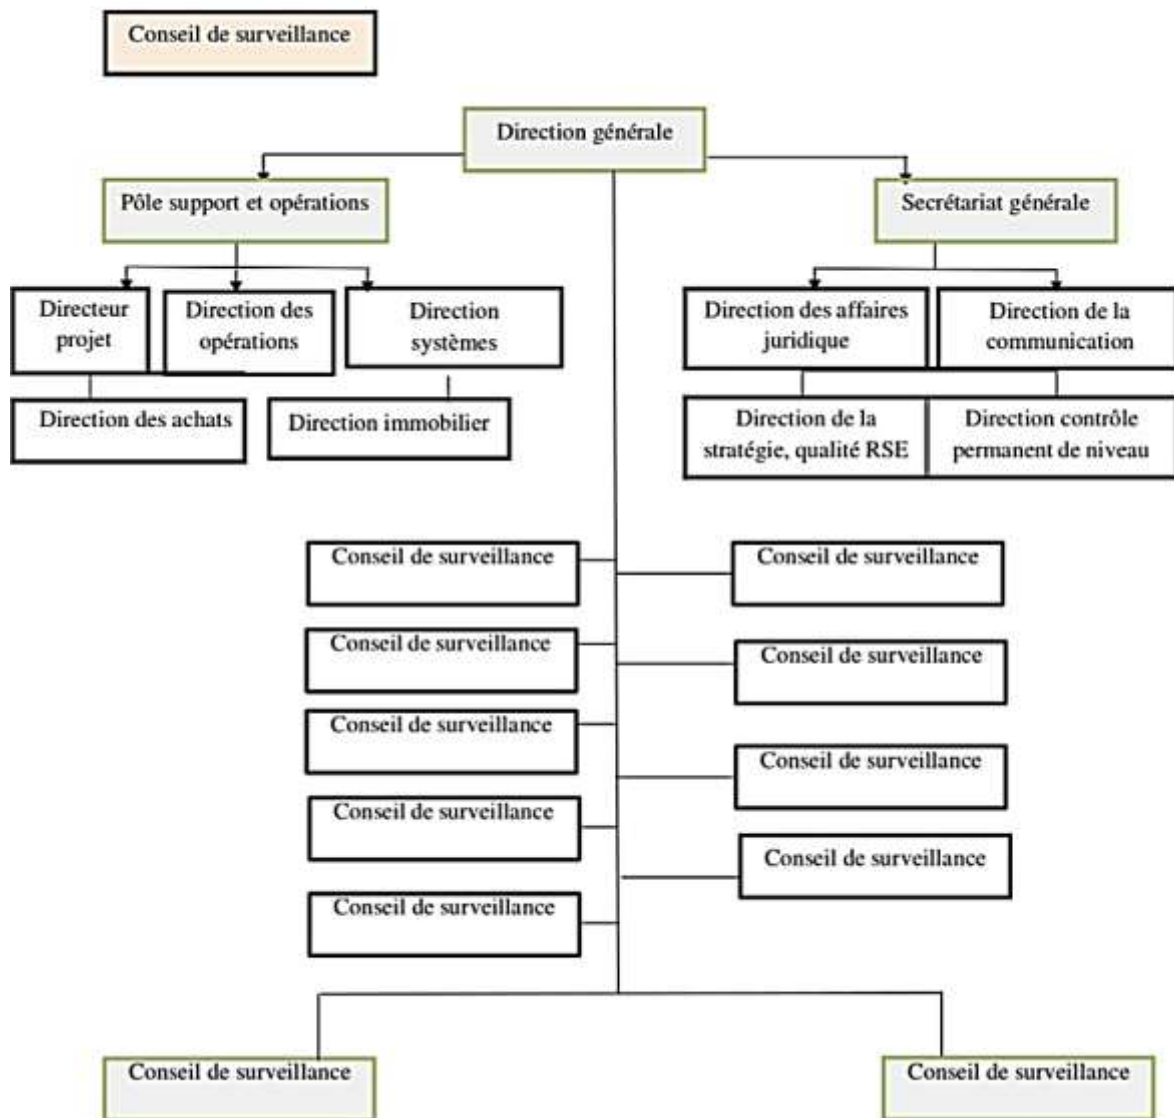 Conseil de surveillance
Direction générale
Pôle support et opérations
Secrétariat générale
Directeur
projet
Direction des
opérations
Direction
systèmes
Direction des affaires
juridique
Direction de la
communication
Direction des achats
Direction immobilier
Direction de la
stratégie, qualité RSE
Direction contrôle
permanent de niveau
Conseil de surveillance
Conseil de surveillance
Conseil de surveillance
Conseil de surveillance
Conseil de surveillance
Conseil de surveillance
Conseil de surveillance
Conseil de surveillance
Conseil de surveillance
Conseil de surveillance
Conseil de surveillance